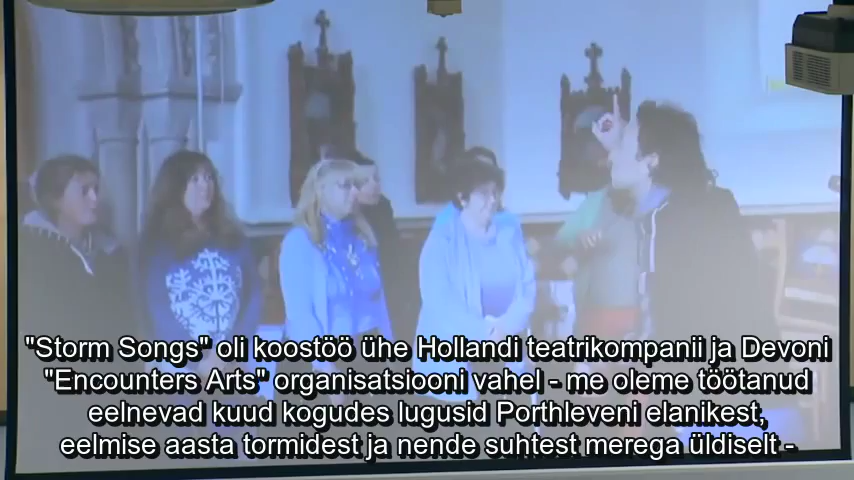 "Storm Songs" oli koostöö ühe Hollandi teatrikompanii ja Devoni
"Encounters Arts" organisatsiooni vahel - me oleme töötanud
eelnevad kuud kogudes lugusid Porthleveni elanikest,
eelmise aasta tormidest ja nende suhtest merega üldiselt -